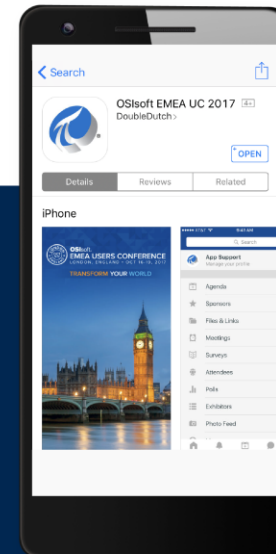 Search
OSIsoft EMEA UC 2017 4+
DoubleDutch
OPEN
Details Reviews Related
iPhone
OSIsoft.
EMEA USERS CONFERENCE
LONDON, ENGLAND • OCT 16-19, 2017
TRANSFORM YOUR WORLD
Search
App Support
Manage your profile
Agenda
Sponsors
Files & Links
Meetings
Surveys
Attendees
Polls
Exhibitors
Photo Feed